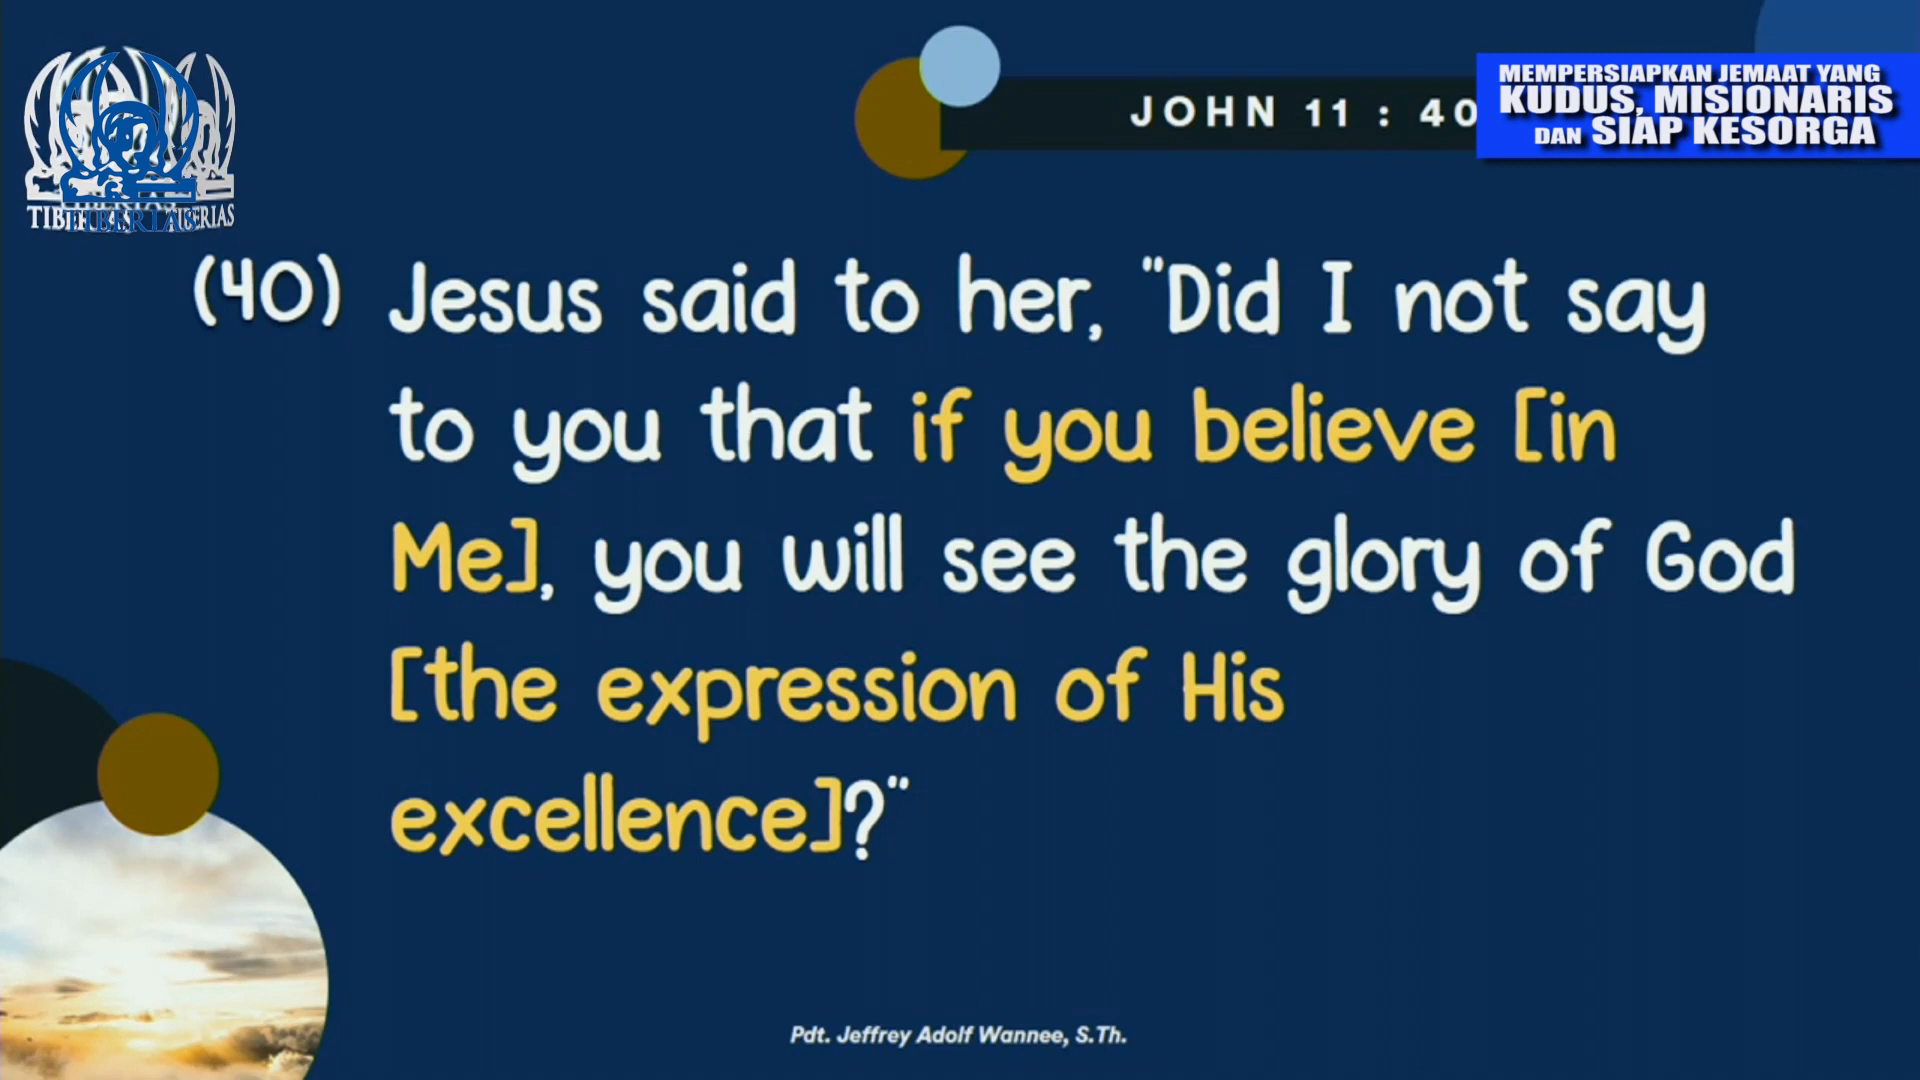 TIBERIAS
JOHN 11 : 40
MEMPERSIAPKAN JEMAAT YANG
KUDUS, MISIONARIS
DAN SIAP KESORGA
(40) Jesus said to her, "Did I not say
to you that if you believe [in
Me], you will see the glory of God
[the expression of His
excellence]?"
Pdt. Jeffrey Adolf Wannee, S.Th.